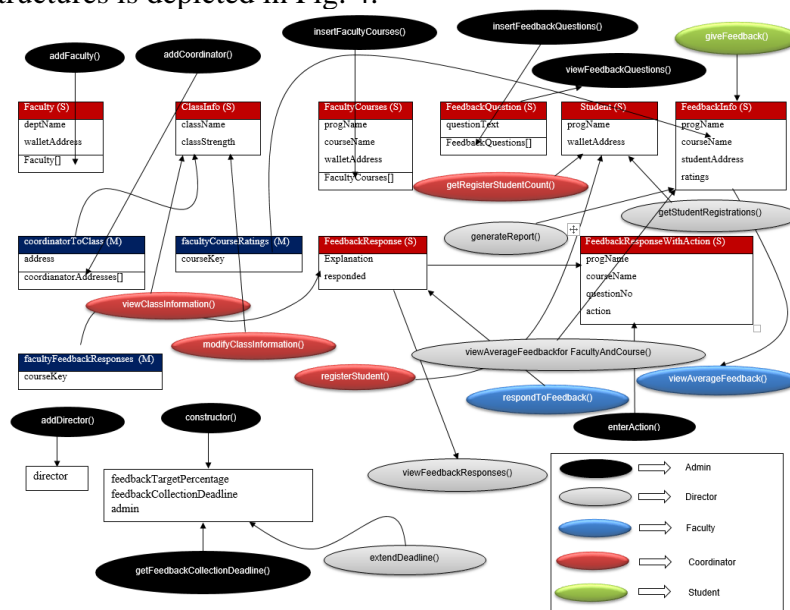 structures is depicted in Fig. 4.
insertFacultyCourses()
insertFeedbackQuestions()
giveFeedback()
addFaculty()
addCoordinator()
viewFeedbackQuestions()
Faculty (S)
deptName
walletAddress
Faculty[]
ClassInfo (S)
className
classStrength
FacultyCourses (S)
progName
courseName
walletAddress
FacultyCourses[]
FeedbackQuestion (S)
questionText
FeedbackQuestions[]
Student (S)
progName
walletAddress
FeedbackInfo (S)
progName
courseName
studentAddress
ratings
getRegisterStudentCount()
getStudentRegistrations()
generateReport()
coordinatorToClass (M)
address
coordianatorAddresses[]
facultyCourseRatings (M)
courseKey
FeedbackResponse (S)
Explanation
responded
FeedbackResponseWithAction (S)
progName
courseName
questionNo
action
viewClassInformation()
modifyClassInformation()
viewAverageFeedbackfor FacultyAndCourse()
facultyFeedbackResponses (M)
courseKey
registerStudent()
respondToFeedback()
viewAverageFeedback()
addDirector()
constructor()
enterAction()
director
feedbackTargetPercentage
feedbackCollectionDeadline
admin
viewFeedbackResponses()
extendDeadline()
getFeedbackCollectionDeadline()
Admin
Director
Faculty
Coordinator
Student